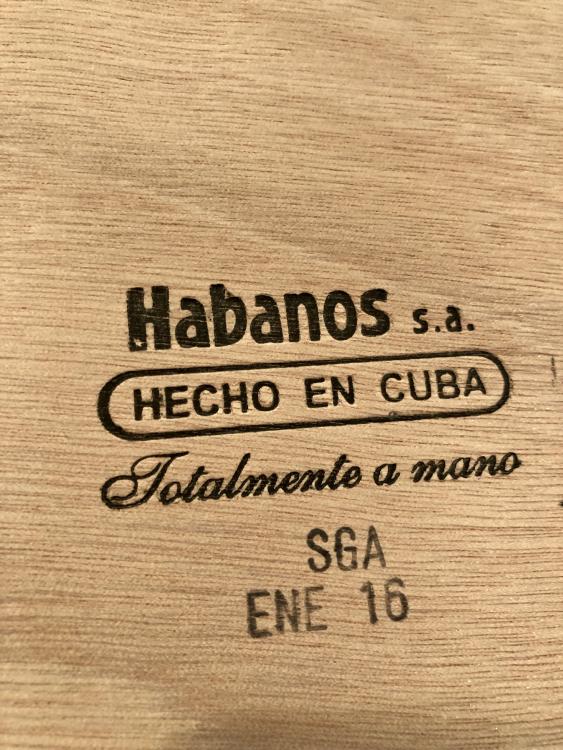 Habanos s.a.
HECHO EN CUBA
Totalmente a mano
SGA
ENE 16